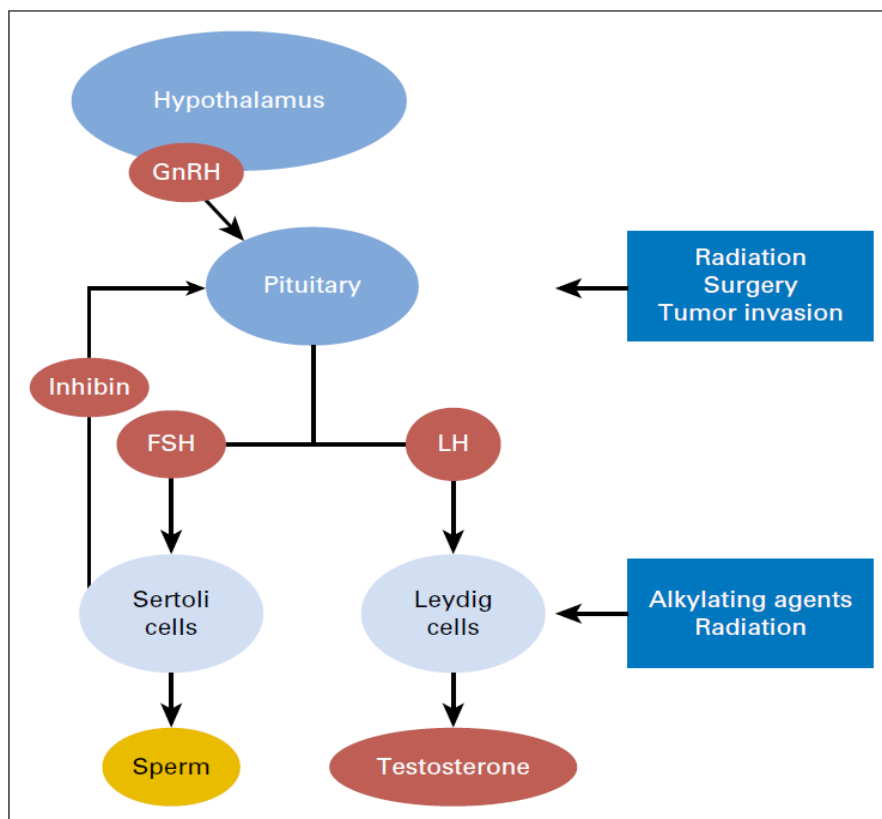 Hypothalamus
GnRH
Pituitary
Radiation
Surgery
Tumor invasion
Inhibin
FSH
LH
Sertoli
cells
Leydig
cells
Alkylating agents
Radiation
Sperm
Testosterone